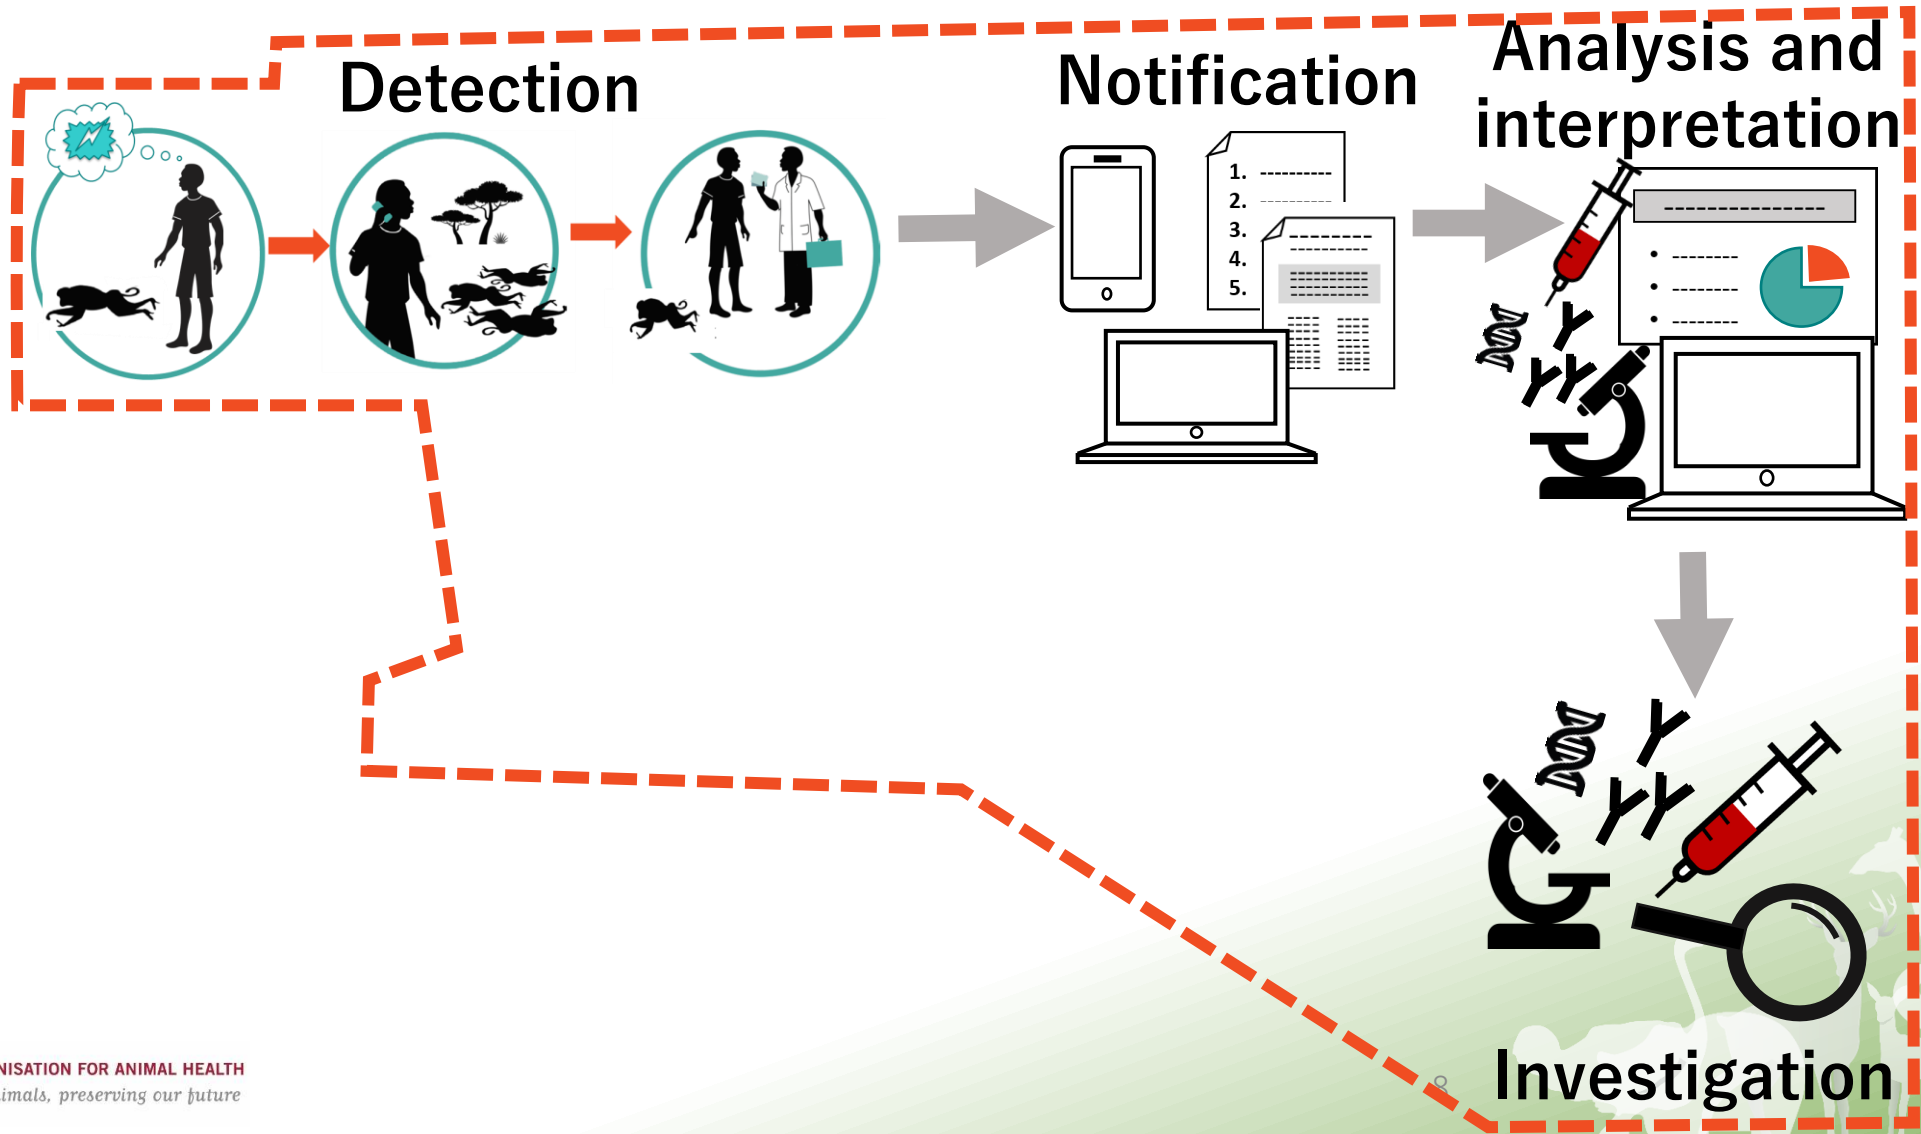 Detection
Notification
Analysis and
interpretation
1.
2.
3.
4.
5.
Investigation
8
NISATION FOR ANIMAL HEALTH
imals, preserving our future